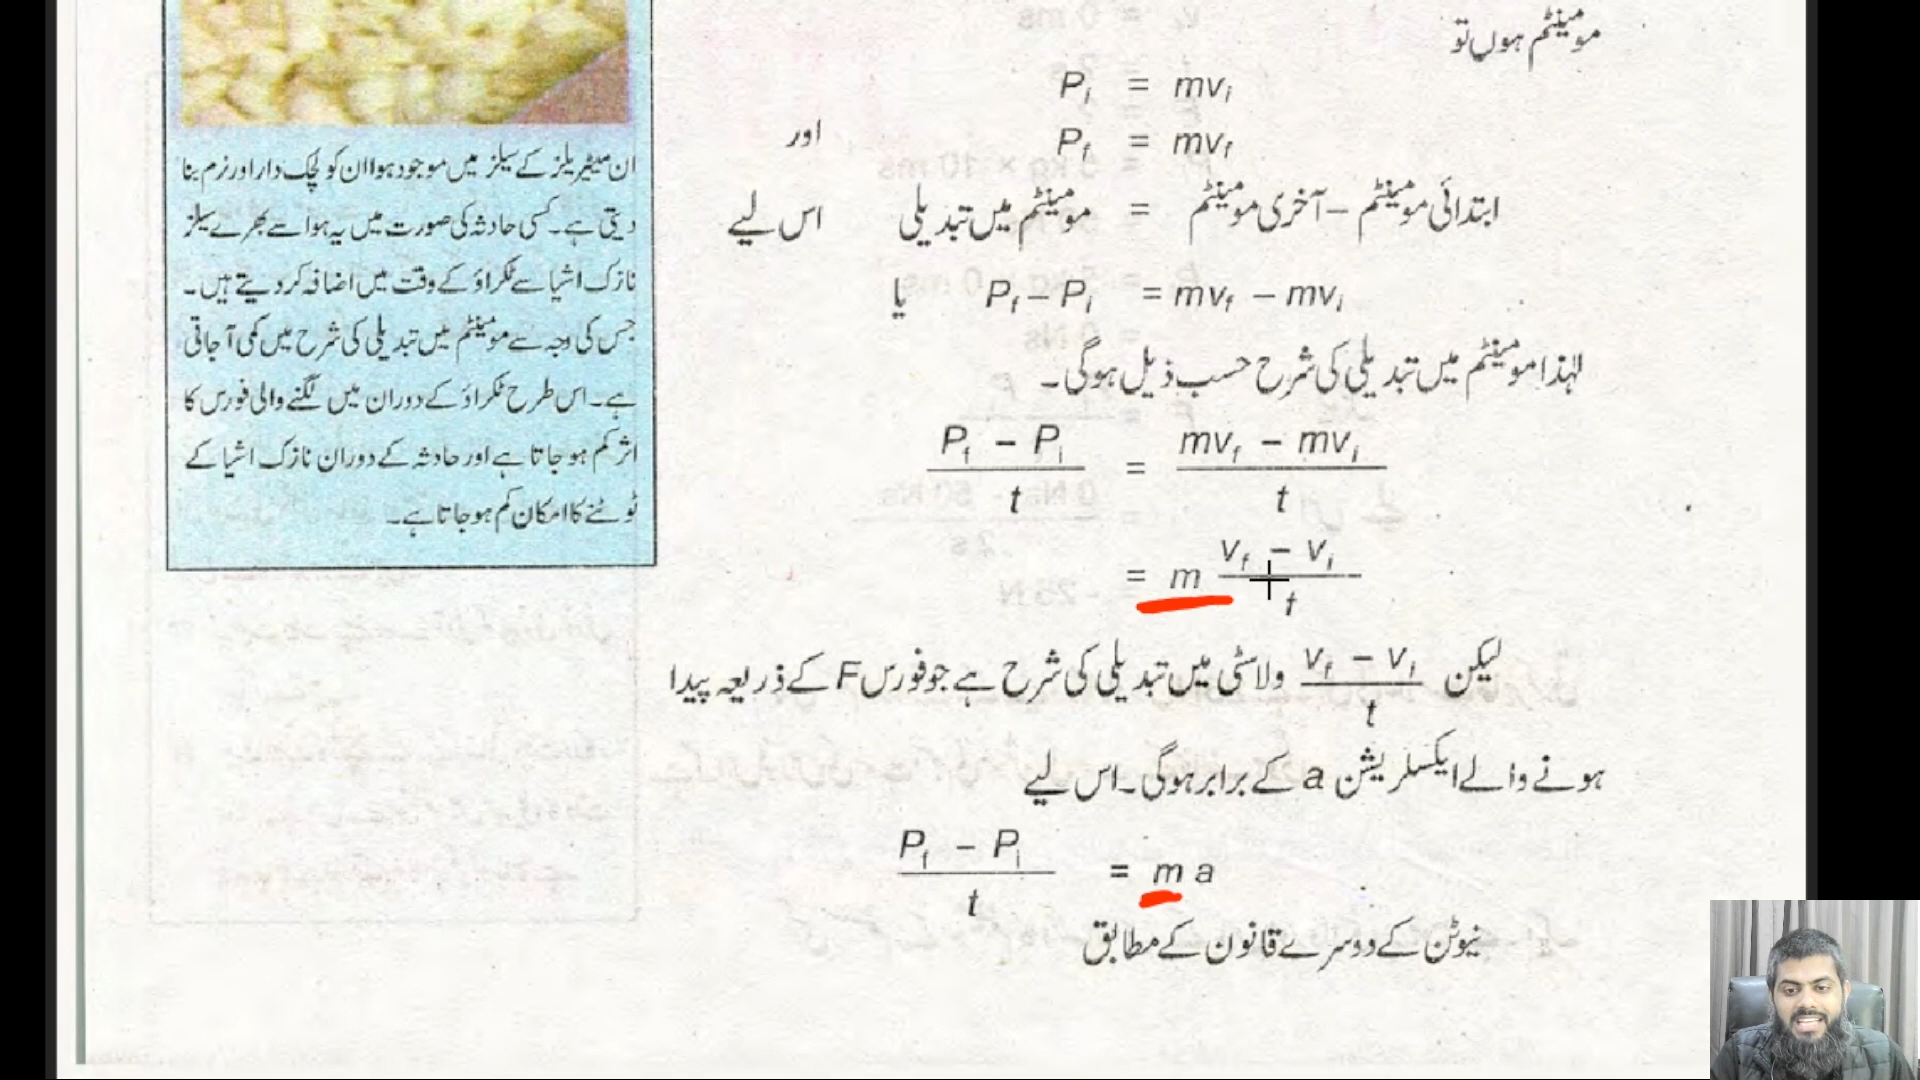 مومینٹم ہوں تو
Pi = mvi
اور Pf = mvf
اس لیے مومینٹم میں تبدیلی = ابتدائی مومینٹم – آخری مومینٹم
یا Pf – Pi = mvf – mvi
لہٰذا مومینٹم میں تبدیلی کی شرح حسب ذیل ہوگی۔
(Pf – Pi) / t = (mvf – mvi) / t
= m (vf – vi) / t
لیکن (vf – vi) / t ولاسٹی میں تبدیلی کی شرح ہے جو فورس F کے ذریعہ پیدا
ہونے والے ایکسلریشن a کے برابر ہوگی۔ اس لیے
(Pf – Pi) / t = m a
نیوٹن کے دوسرے قانون کے مطابق
ان میٹریلز کے سیلز میں موجود ہوا ان کو لچک دار اور نرم بنا
دیتی ہے۔ کسی حادثہ کی صورت میں یہ ہوا سے بھرے سیلز
نازک اشیا سے ٹکراؤ کے وقت میں اضافہ کر دیتے ہیں۔
جس کی وجہ سے مومینٹم میں تبدیلی کی شرح میں کمی آ جاتی
ہے۔ اس طرح ٹکراؤ کے دوران میں لگنے والی فورس کا
اثر کم ہو جاتا ہے اور حادثہ کے دوران نازک اشیا کے
ٹوٹنے کا امکان کم ہو جاتا ہے۔